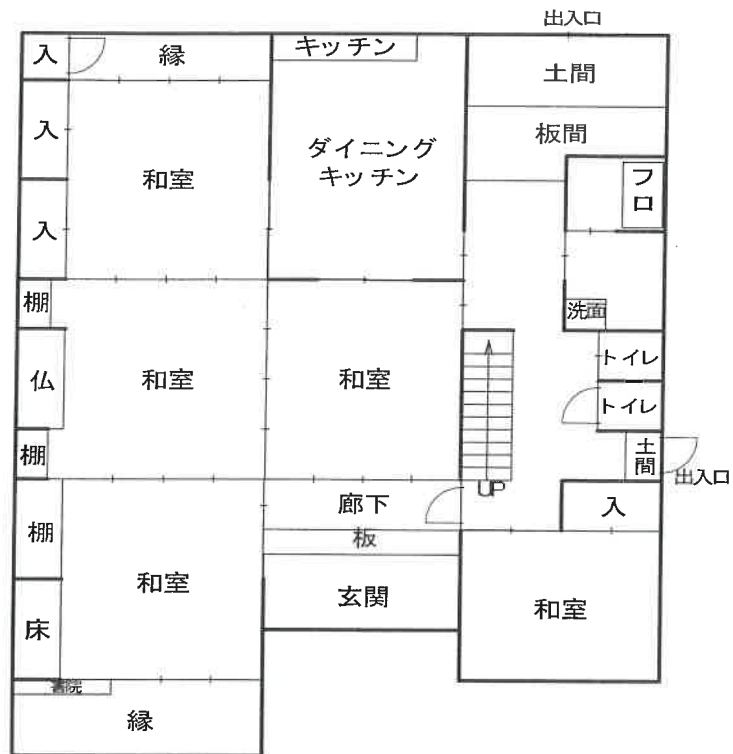 出入口
入
縁
キッチン
土間
入
板間
ダイニング
キッチン
和室
フロ
入
棚
洗面
仏
和室
和室
トイレ
トイレ
棚
土間
出入口
UP
棚
廊下
入
板
和室
玄関
和室
床
書院
縁